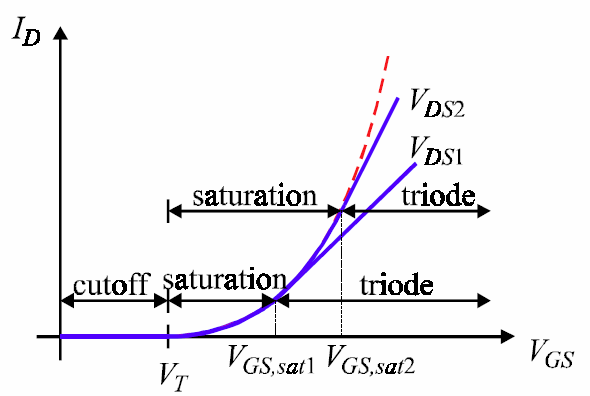 I_D
V_DS2
V_DS1
saturation triode
cutoff saturation triode
V_T V_GS,sat1 V_GS,sat2 V_GS